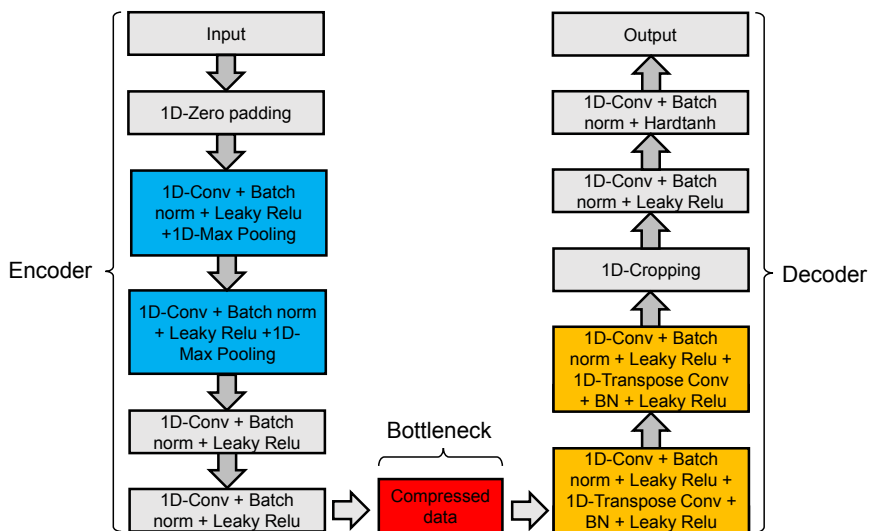 Encoder
Input
1D-Zero padding
1D-Conv + Batch
norm + Leaky Relu
+1D-Max Pooling
1D-Conv + Batch norm
+ Leaky Relu +1D-
Max Pooling
1D-Conv + Batch
norm + Leaky Relu
1D-Conv + Batch
norm + Leaky Relu
Bottleneck
Compressed
data
Output
1D-Conv + Batch
norm + Hardtanh
1D-Conv + Batch
norm + Leaky Relu
1D-Cropping
1D-Conv + Batch
norm + Leaky Relu +
1D-Transpose Conv
+ BN + Leaky Relu
1D-Conv + Batch
norm + Leaky Relu +
1D-Transpose Conv +
BN + Leaky Relu
Decoder